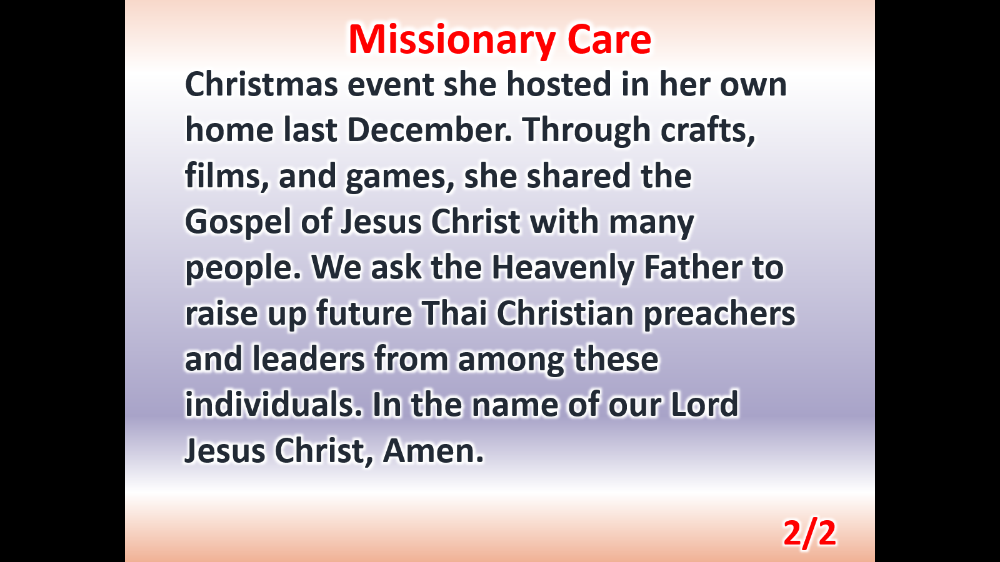 Missionary Care
Christmas event she hosted in her own
home last December. Through crafts,
films, and games, she shared the
Gospel of Jesus Christ with many
people. We ask the Heavenly Father to
raise up future Thai Christian preachers
and leaders from among these
individuals. In the name of our Lord
Jesus Christ, Amen.
2/2